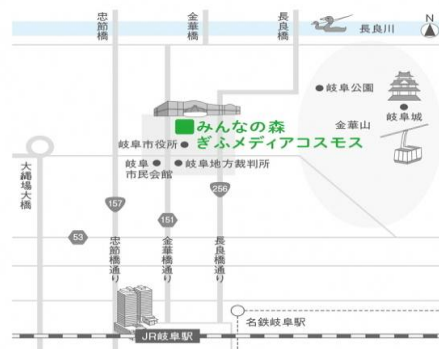 忠節橋
金華橋
長良橋
長良川
N
岐阜公園
岐阜城
金華山
みんなの森
ぎふメディアコスモス
岐阜市役所
岐阜
市民会館
岐阜地方裁判所
大縄場大橋
157
256
151
53
忠節橋通り
金華橋通り
長良橋通り
名鉄岐阜駅
JR岐阜駅